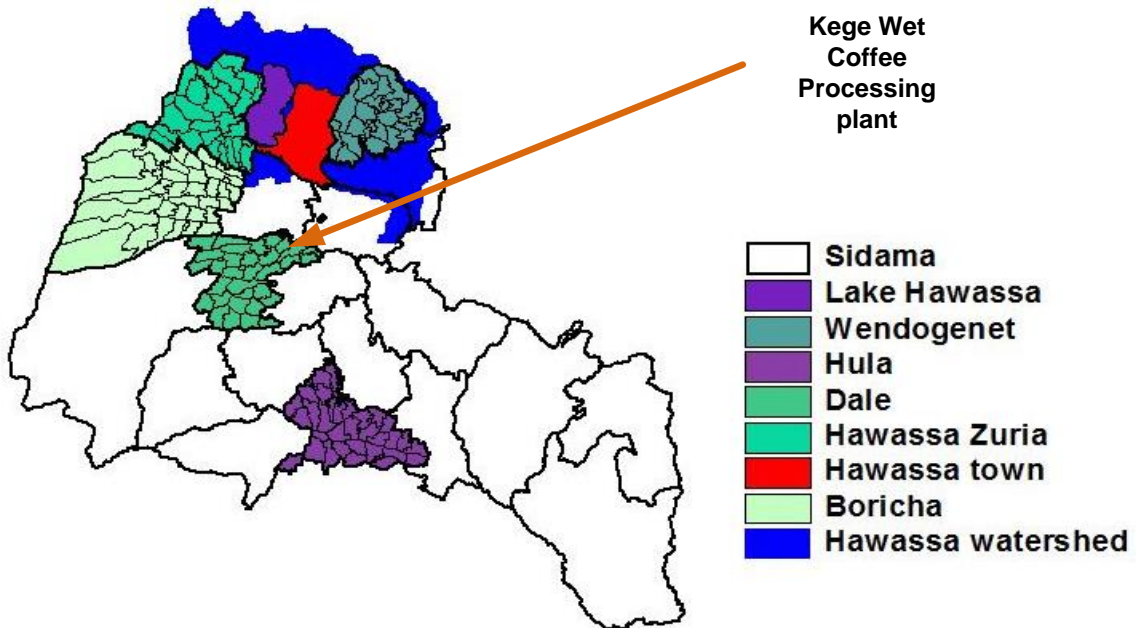 Kege Wet
Coffee
Processing
plant
Sidama
Lake Hawassa
Wendogenet
Hula
Dale
Hawassa Zuria
Hawassa town
Boricha
Hawassa watershed